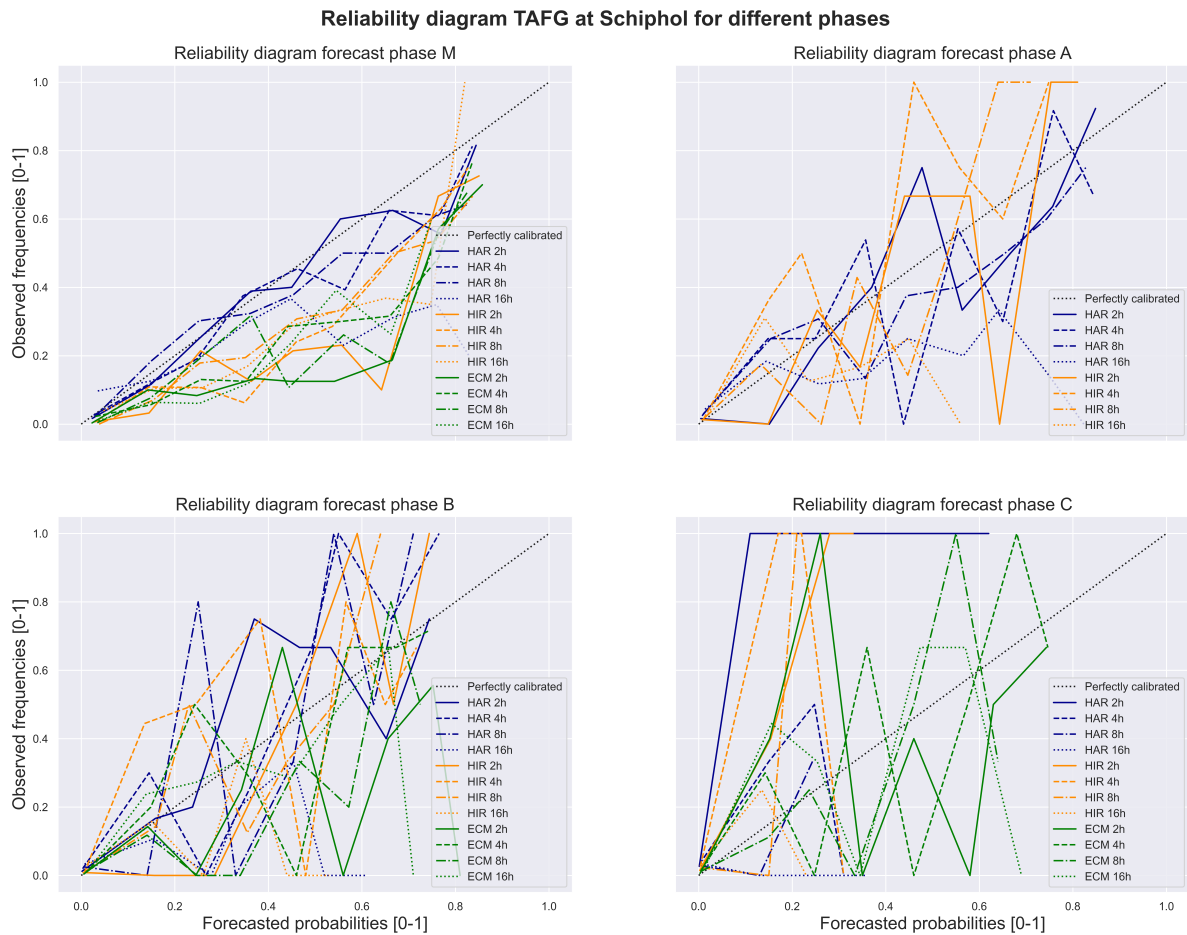 Reliability diagram TAFG at Schiphol for different phases
Reliability diagram forecast phase M
Observed frequencies [0-1]
1.0
0.8
0.6
0.4
0.2
0.0
Perfectly calibrated
HAR 2h
HAR 4h
HAR 8h
HAR 16h
HIR 2h
HIR 4h
HIR 8h
HIR 16h
ECM 2h
ECM 4h
ECM 8h
ECM 16h
Reliability diagram forecast phase A
Perfectly calibrated
HAR 2h
HAR 4h
HAR 8h
HAR 16h
HIR 2h
HIR 4h
HIR 8h
HIR 16h
Reliability diagram forecast phase B
Observed frequencies [0-1]
1.0
0.8
0.6
0.4
0.2
0.0
Perfectly calibrated
HAR 2h
HAR 4h
HAR 8h
HAR 16h
HIR 2h
HIR 4h
HIR 8h
HIR 16h
ECM 2h
ECM 4h
ECM 8h
ECM 16h
0.0 0.2 0.4 0.6 0.8 1.0
Forecasted probabilities [0-1]
Reliability diagram forecast phase C
Perfectly calibrated
HAR 2h
HAR 4h
HAR 8h
HAR 16h
HIR 2h
HIR 4h
HIR 8h
HIR 16h
ECM 2h
ECM 4h
ECM 8h
ECM 16h
0.0 0.2 0.4 0.6 0.8 1.0
Forecasted probabilities [0-1]